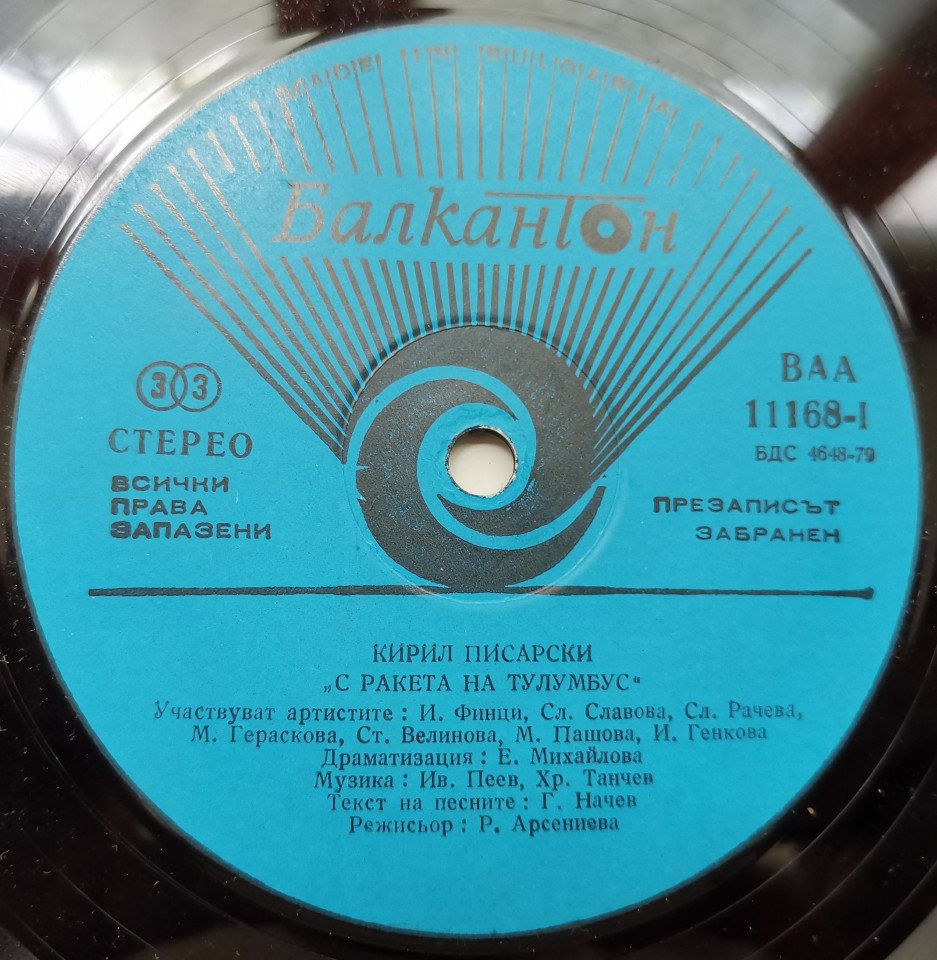 MADE IN BULGARIA
Балкантон
33
СТЕРЕО
ВСИЧКИ
ПРАВА
ЗАПАЗЕНИ
ВАА
11168-I
БДС 4648-79
ПРЕЗАПИСЪТ
ЗАБРАНЕН
КИРИЛ ПИСАРСКИ
„С РАКЕТА НА ТУЛУМБУС“
Участвуват артистите : И. Финци, Сл. Славова, Сл. Рачева,
М. Гераскова, Ст. Велинова, М. Пашова, И. Генкова
Драматизация : Е. Михайлова
Музика : Ив. Пеев, Хр. Танчев
Текст на песните : Г. Начев
Режисьор : Р. Арсениева